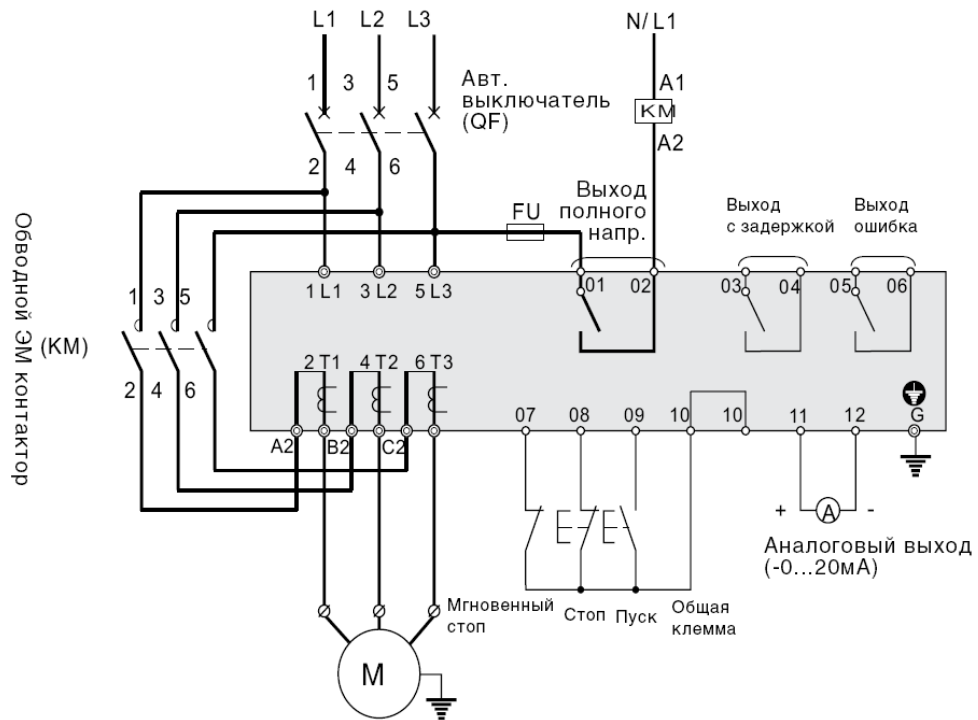 L1 L2 L3 N/L1
1 3 5
Авт.
выключатель
(QF)
A1
KM
A2
2 4 6
FU
Выход
полного
напр.
Выход
с задержкой
Выход
ошибка
Обводной ЭМ контактор
(KM)
1 3 5
2 4 6
1 L1 3 L2 5 L3 01 02 03 04 05 06
2 T1 4 T2 6 T3
07 08 09 10 10 11 12 G
A2 B2 C2
+ A -
Аналоговый выход
(-0...20мА)
Мгновенный
стоп
Стоп Пуск
Общая
клемма
M